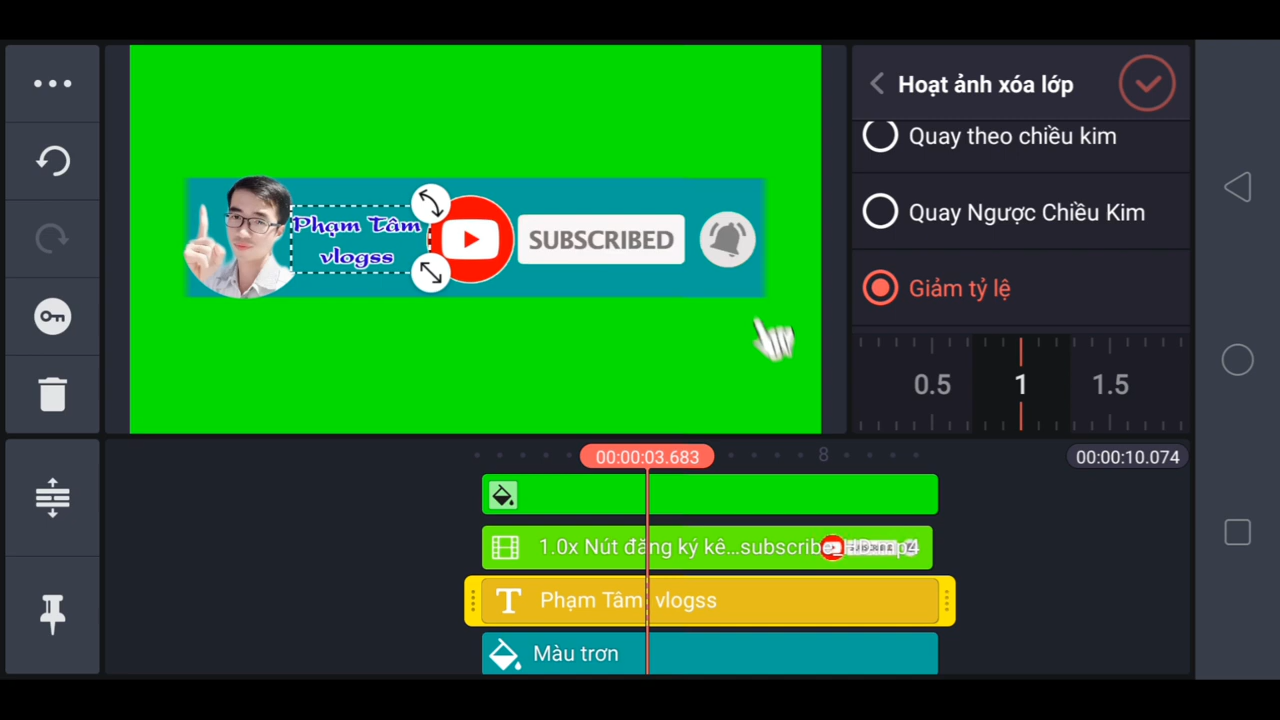 Hoạt ảnh xóa lớp
Quay theo chiều kim
Quay Ngược Chiều Kim
Giảm tỷ lệ
0.5 1 1.5
Phạm Tâm
vlogss
SUBSCRIBED
00:00:03.683
8
00:00:10.074
1.0x Nút đăng ký kê...subscribe_HD.mp4
T Phạm Tâm vlogss
Màu trơn